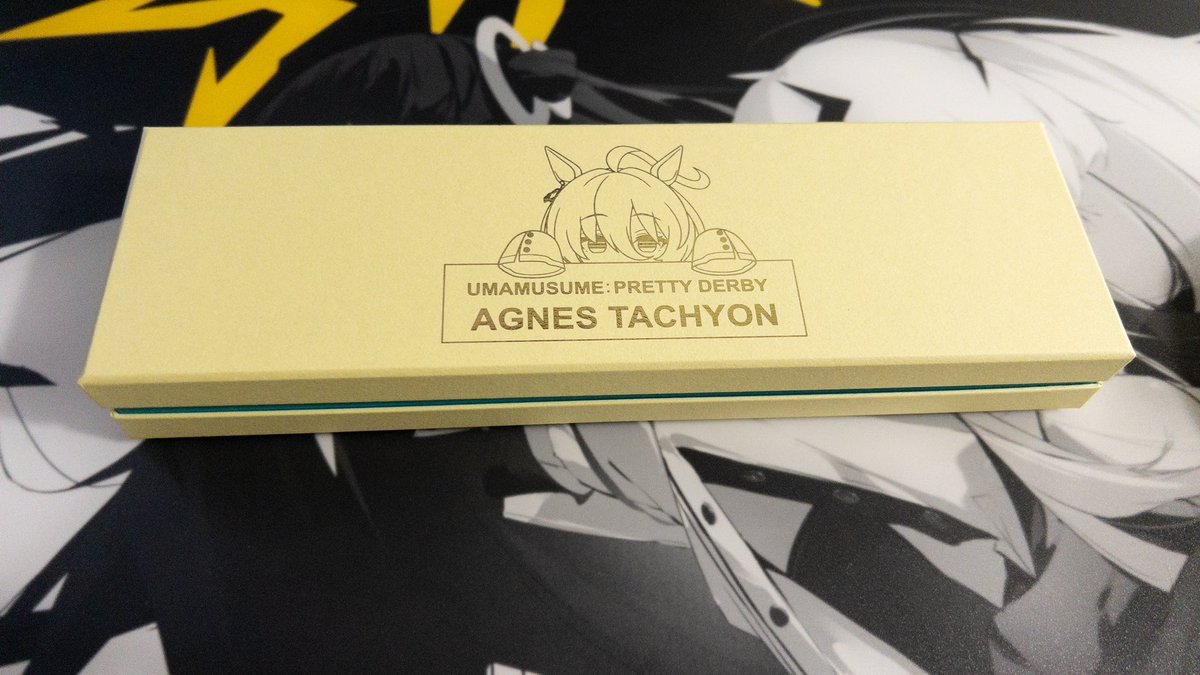 UMAMUSUME: PRETTY DERBY
AGNES TACHYON